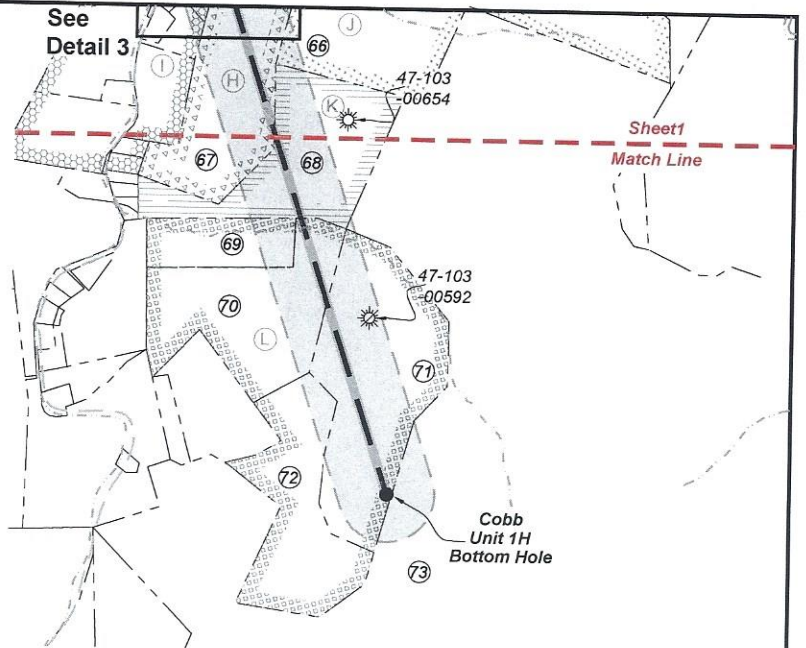 See
Detail 3
I
H
J
66
K
47-103
-00654
Sheet1
Match Line
67
68
69
47-103
-00592
70
L
71
72
Cobb
Unit 1H
Bottom Hole
73